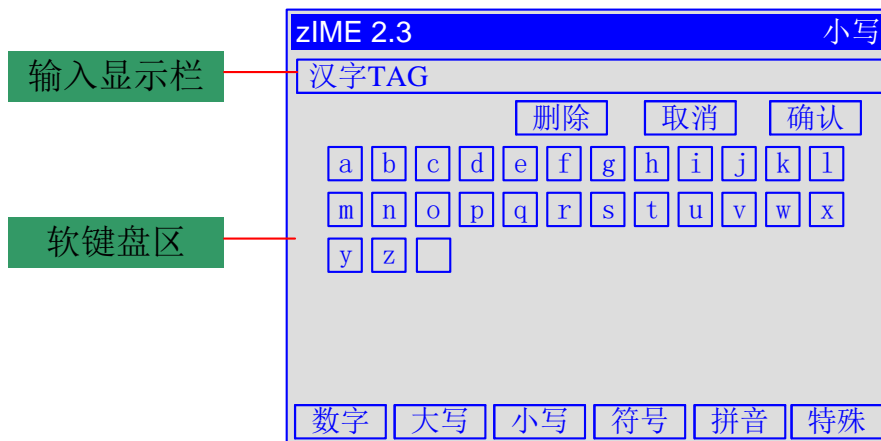 zIME 2.3 小写
输入显示栏
汉字TAG
删除 取消 确认
a b c d e f g h i j k l
m n o p q r s t u v w x
软键盘区
y z
数字 大写 小写 符号 拼音 特殊